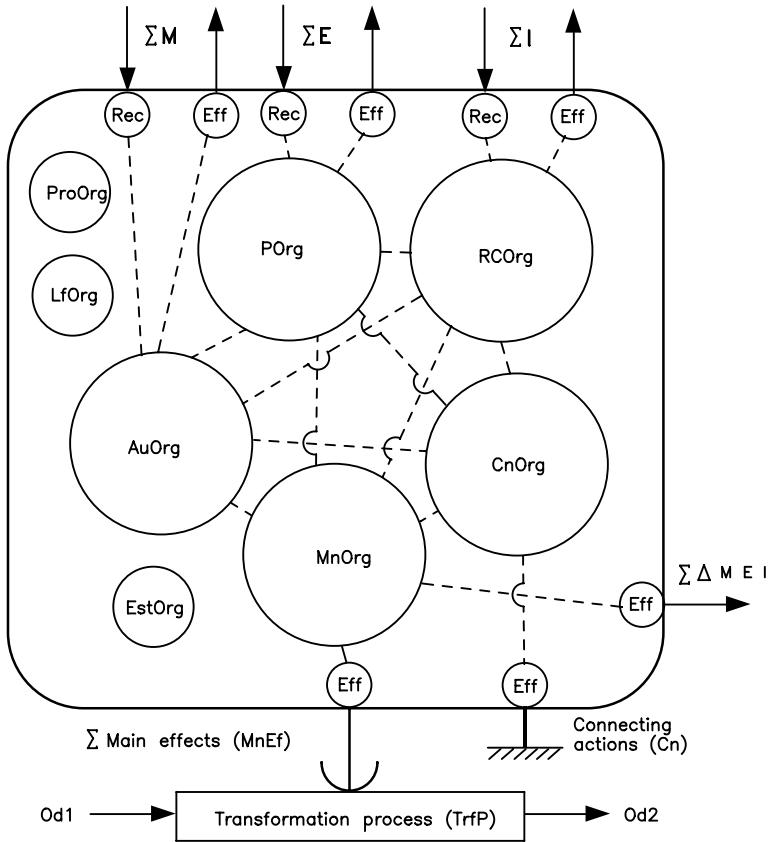 ∑M
∑E
∑I
Rec
Eff
Rec
Eff
Rec
Eff
ProOrg
POrg
RCOrg
LfOrg
AuOrg
CnOrg
MnOrg
EstOrg
∑ Δ M E I
Eff
Eff
Eff
∑ Main effects (MnEf)
Connecting
actions (Cn)
Od1
Transformation process (TrfP)
Od2